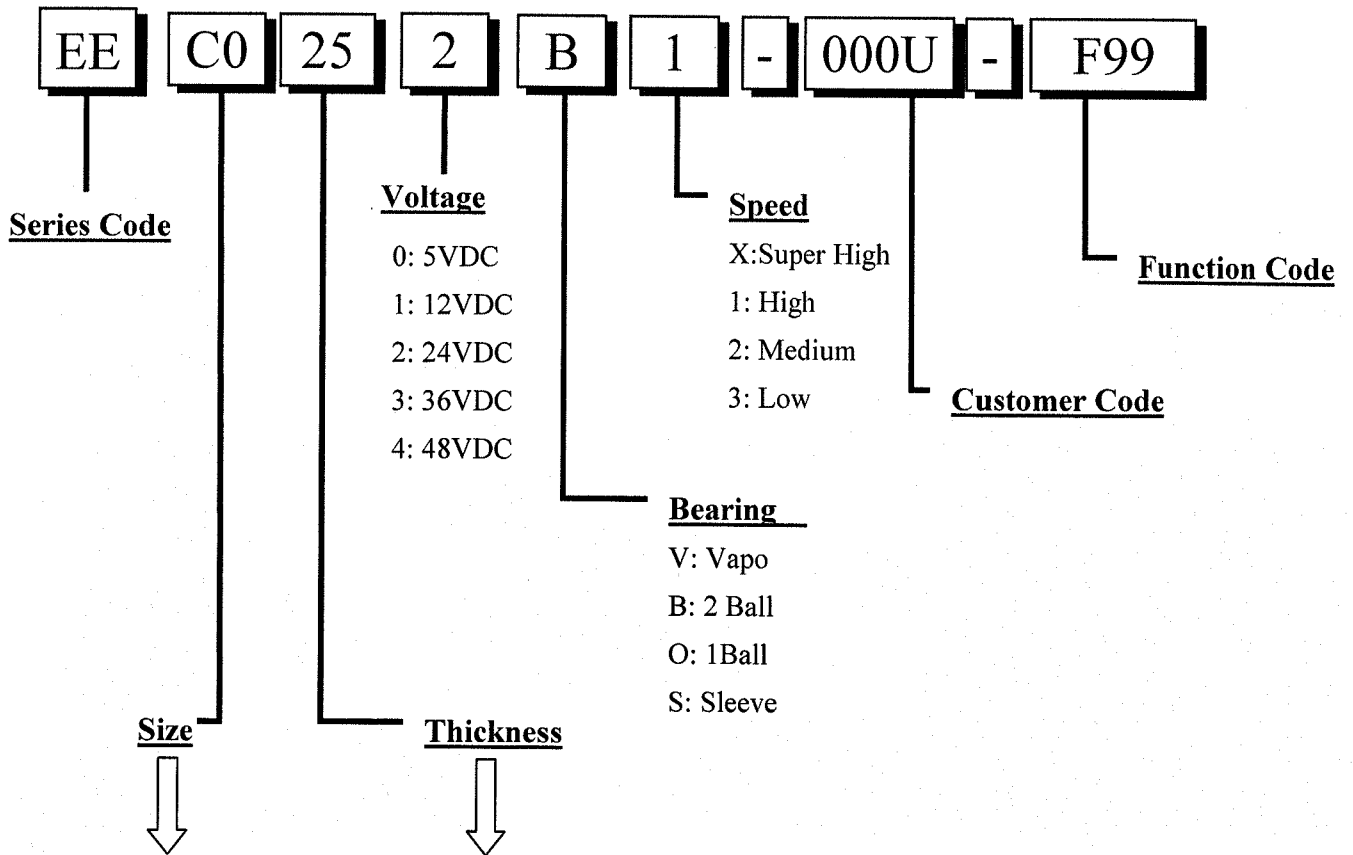 EE C0 25 2 B 1 - 000U - F99
Series Code
Voltage
0: 5VDC
1: 12VDC
2: 24VDC
3: 36VDC
4: 48VDC
Speed
X:Super High
1: High
2: Medium
3: Low
Function Code
Customer Code
Bearing
V: Vapo
B: 2 Ball
O: 1Ball
S: Sleeve
Size
Thickness